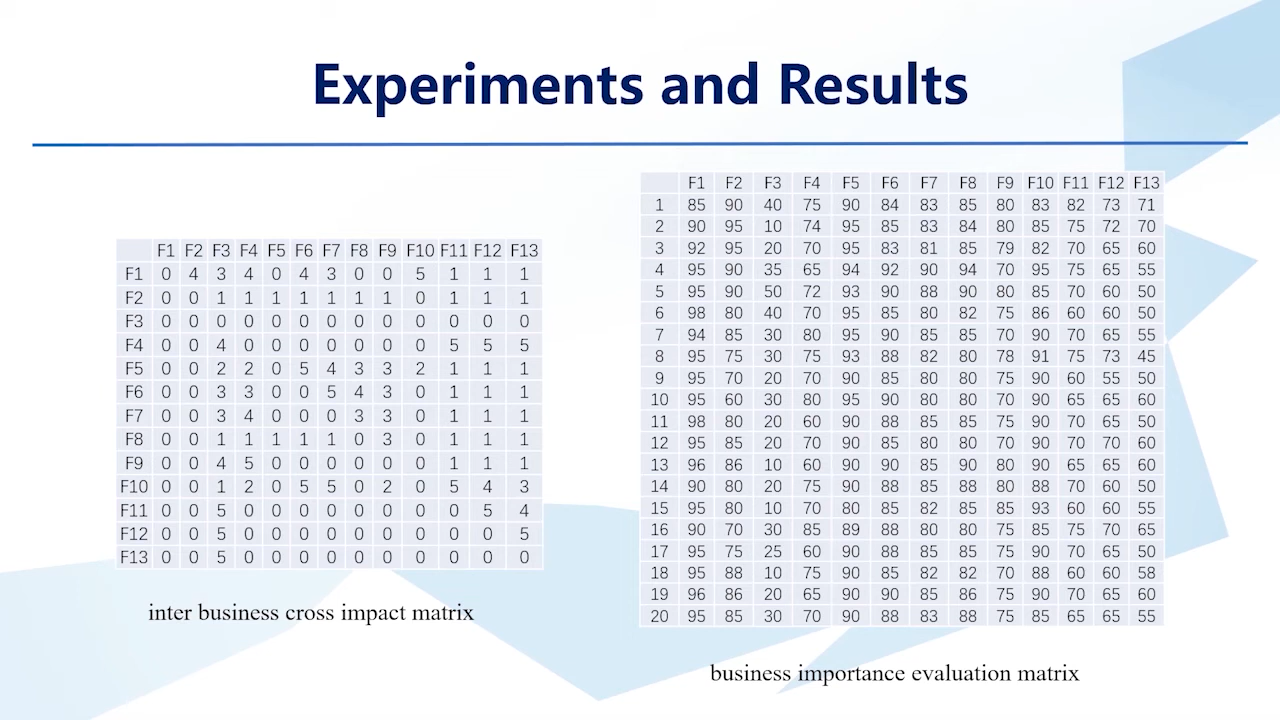 Experiments and Results
F1 F2 F3 F4 F5 F6 F7 F8 F9 F10 F11 F12 F13
F1 0 4 3 4 0 4 3 0 0 5 1 1 1
F2 0 0 1 1 1 1 1 1 1 0 1 1 1
F3 0 0 0 0 0 0 0 0 0 0 0 0 0
F4 0 0 4 0 0 0 0 0 0 0 5 5 5
F5 0 0 2 2 0 5 4 3 3 2 1 1 1
F6 0 0 3 3 0 0 5 4 3 0 1 1 1
F7 0 0 3 4 0 0 0 3 3 0 1 1 1
F8 0 0 1 1 1 1 1 0 3 0 1 1 1
F9 0 0 4 5 0 0 0 0 0 0 1 1 1
F10 0 0 1 2 0 5 5 0 2 0 5 4 3
F11 0 0 5 0 0 0 0 0 0 0 0 5 4
F12 0 0 5 0 0 0 0 0 0 0 0 0 5
F13 0 0 5 0 0 0 0 0 0 0 0 0 0
inter business cross impact matrix
F1 F2 F3 F4 F5 F6 F7 F8 F9 F10 F11 F12 F13
1 85 90 40 75 90 84 83 85 80 83 82 73 71
2 90 95 10 74 95 85 83 84 80 85 75 72 70
3 92 95 20 70 95 83 81 85 79 82 70 65 60
4 95 90 35 65 94 92 90 94 70 95 75 65 55
5 95 90 50 72 93 90 88 90 80 85 70 60 50
6 98 80 40 70 95 85 80 82 75 86 60 60 50
7 94 85 30 80 95 90 85 85 70 90 70 65 55
8 95 75 30 75 93 88 82 80 78 91 75 73 45
9 95 70 20 70 90 85 80 80 75 90 60 55 50
10 95 60 30 80 95 90 80 80 70 90 65 65 60
11 98 80 20 60 90 88 85 85 75 90 70 65 50
12 95 85 20 70 90 85 80 80 70 90 70 70 60
13 96 86 10 60 90 90 85 90 80 90 65 65 60
14 90 80 20 75 90 88 85 88 80 88 70 60 50
15 95 80 10 70 80 85 82 85 85 93 60 60 55
16 90 70 30 85 89 88 80 80 75 85 75 70 65
17 95 75 25 60 90 88 85 85 75 90 70 65 50
18 95 88 10 75 90 85 82 82 70 88 60 60 58
19 96 86 20 65 90 90 85 86 75 90 70 65 60
20 95 85 30 70 90 88 83 88 75 85 65 65 55
business importance evaluation matrix